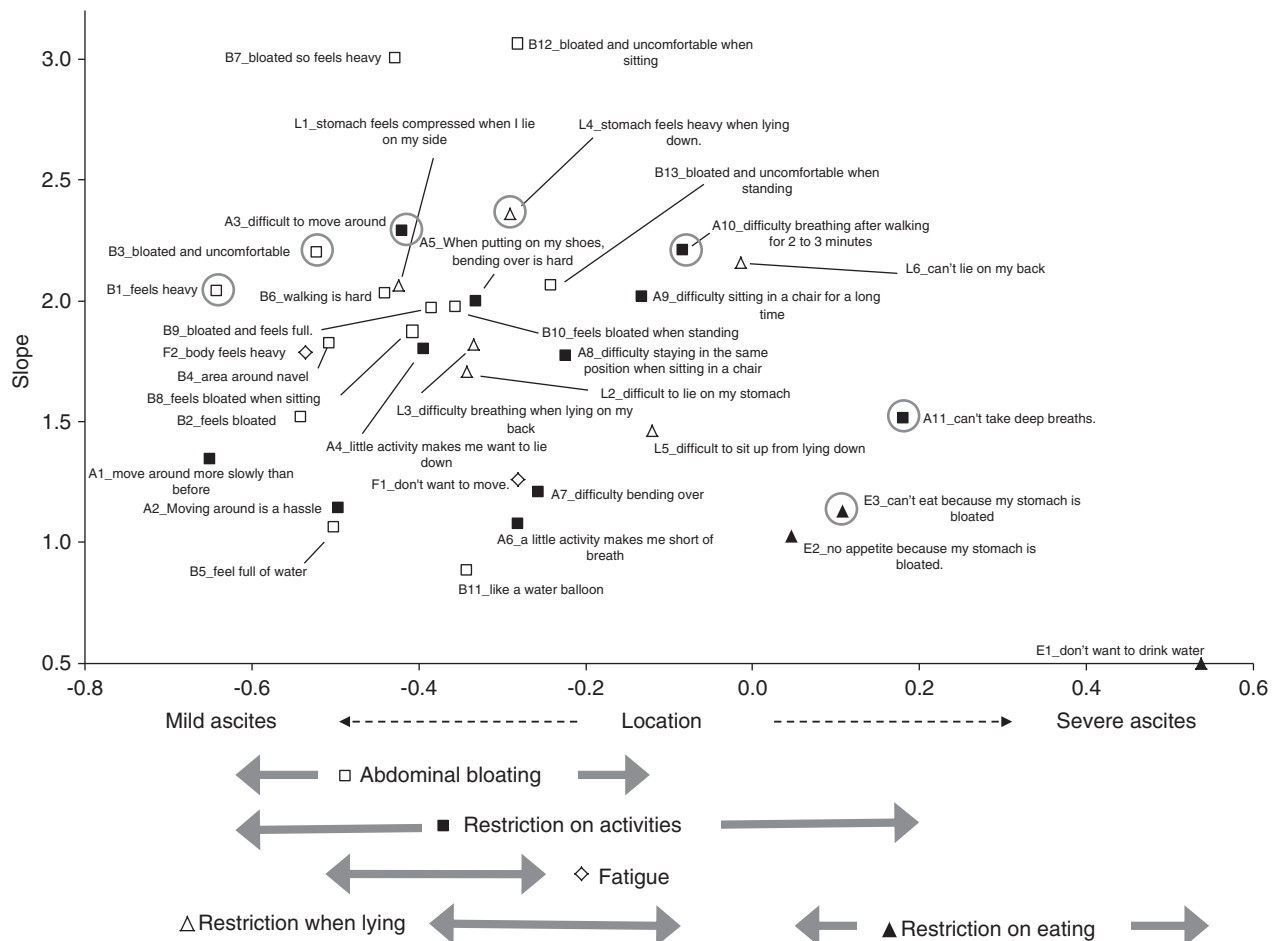 3.0
B7_bloated so feels heavy
B12_bloated and uncomfortable when
sitting
L1_stomach feels compressed when I lie
on my side
L4_stomach feels heavy when lying
down.
2.5
B13_bloated and uncomfortable when
standing
A3_difficult to move around
A10_difficulty breathing after walking
for 2 to 3 minutes
B3_bloated and uncomfortable
A5_When putting on my shoes,
bending over is hard
L6_can't lie on my back
B1_feels heavy
B6_walking is hard
A9_difficulty sitting in a chair for a long
time
2.0
B9_bloated and feels full.
B10_feels bloated when standing
F2_body feels heavy
A8_difficulty staying in the same
position when sitting in a chair
Slope
B4_area around navel
L2_difficult to lie on my stomach
B8_feels bloated when sitting
L3_difficulty breathing when lying on my
back
1.5
B2_feels bloated
A11_can't take deep breaths.
A4_little activity makes me want to lie
down
L5_difficult to sit up from lying down
A1_move around more slowly than
before
F1_don't want to move.
A7_difficulty bending over
A2_Moving around is a hassle
E3_can't eat because my stomach is
bloated
1.0
A6_a little activity makes me short of
breath
E2_no appetite because my stomach is
bloated.
B5_feel full of water
B11_like a water balloon
E1_don't want to drink water
0.5
-0.8 -0.6 -0.4 -0.2 0.0 0.2 0.4 0.6
Mild ascites Location Severe ascites
Abdominal bloating
Restriction on activities
Fatigue
Restriction when lying
Restriction on eating